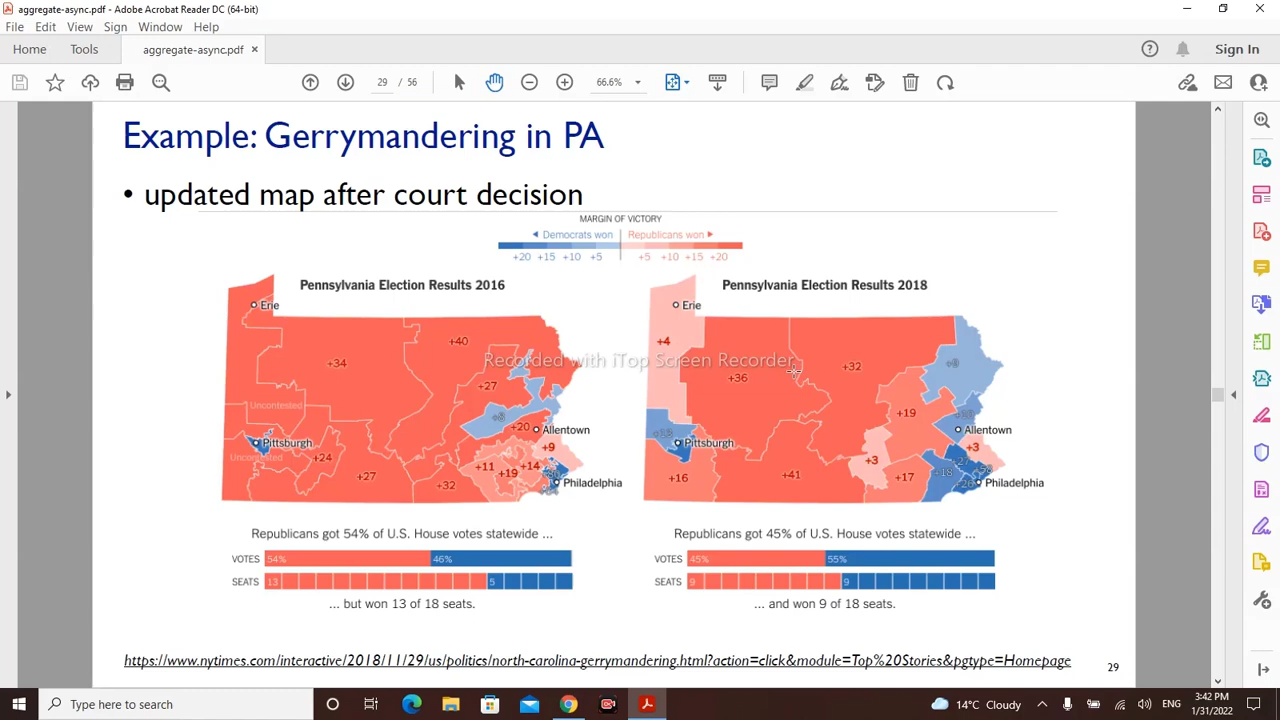 aggregate-async.pdf - Adobe Acrobat Reader DC (64-bit)
File Edit View Sign Window Help
Home Tools aggregate-async.pdf × Sign In
29 / 56 66.6%
Example: Gerrymandering in PA
• updated map after court decision
MARGIN OF VICTORY
Democrats won Republicans won
+20 +15 +10 +5 +5 +10 +15 +20
Pennsylvania Election Results 2016
Erie
+40
+34
+27
Uncontested
+8
+20
Allentown
Pittsburgh
+9
Uncontested
+24
+11
+14
+19
+27
+32
Philadelphia
Republicans got 54% of U.S. House votes statewide ...
VOTES 54% 46%
SEATS 13 5
... but won 13 of 18 seats.
Pennsylvania Election Results 2018
Erie
+4
+9
+32
+36
+19
Allentown
Pittsburgh
+3
+3
+18
+16
+41
+17
Philadelphia
Republicans got 45% of U.S. House votes statewide ...
VOTES 45% 55%
SEATS 9 9
... and won 9 of 18 seats.
Recorded with iTop Screen Recorder
https://www.nytimes.com/interactive/2018/11/29/us/politics/north-carolina-gerrymandering.html?action=click&module=Top%20Stories&pgtype=Homepage
29
Type here to search
14°C Cloudy
ENG
3:42 PM
1/31/2022